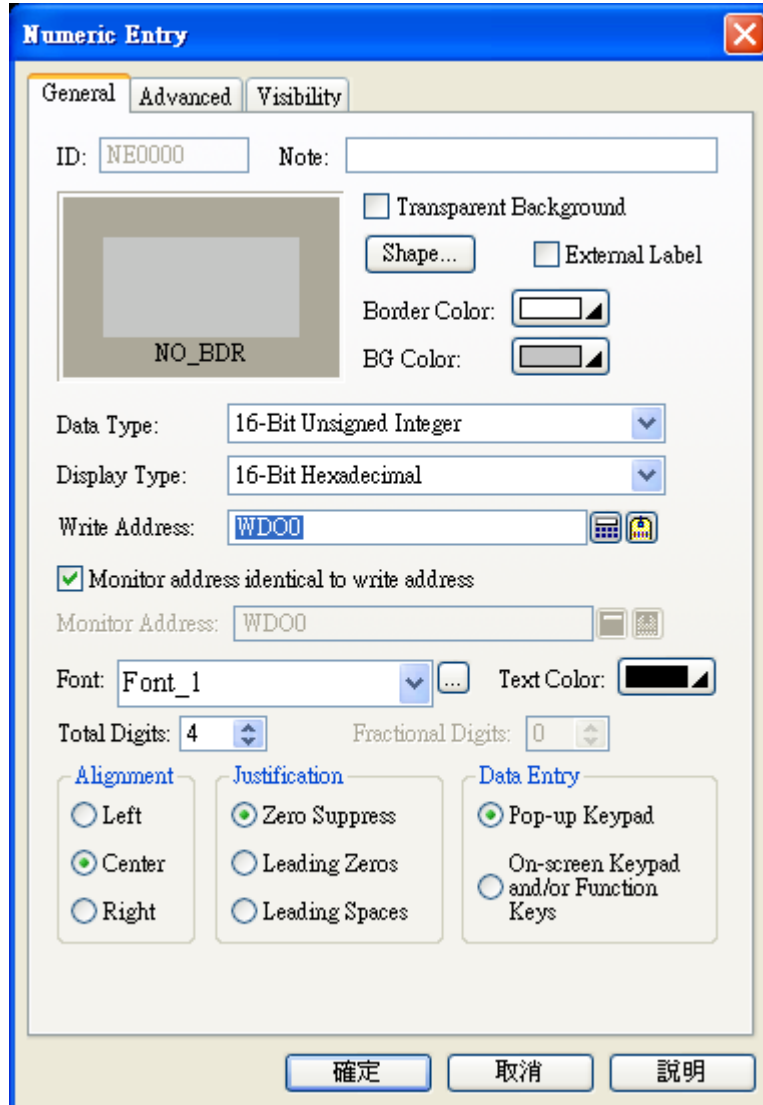 Numeric Entry
General Advanced Visibility
ID: NE0000 Note:
Transparent Background
Shape... External Label
Border Color:
NO_BDR
BG Color:
Data Type: 16-Bit Unsigned Integer
Display Type: 16-Bit Hexadecimal
Write Address: WDO0
Monitor address identical to write address
Monitor Address: WDO0
Font: Font_1 ... Text Color:
Total Digits: 4 Fractional Digits: 0
Alignment Justification Data Entry
Left Zero Suppress Pop-up Keypad
Center Leading Zeros On-screen Keypad
and/or Function
Keys
Right Leading Spaces
確定 取消 說明